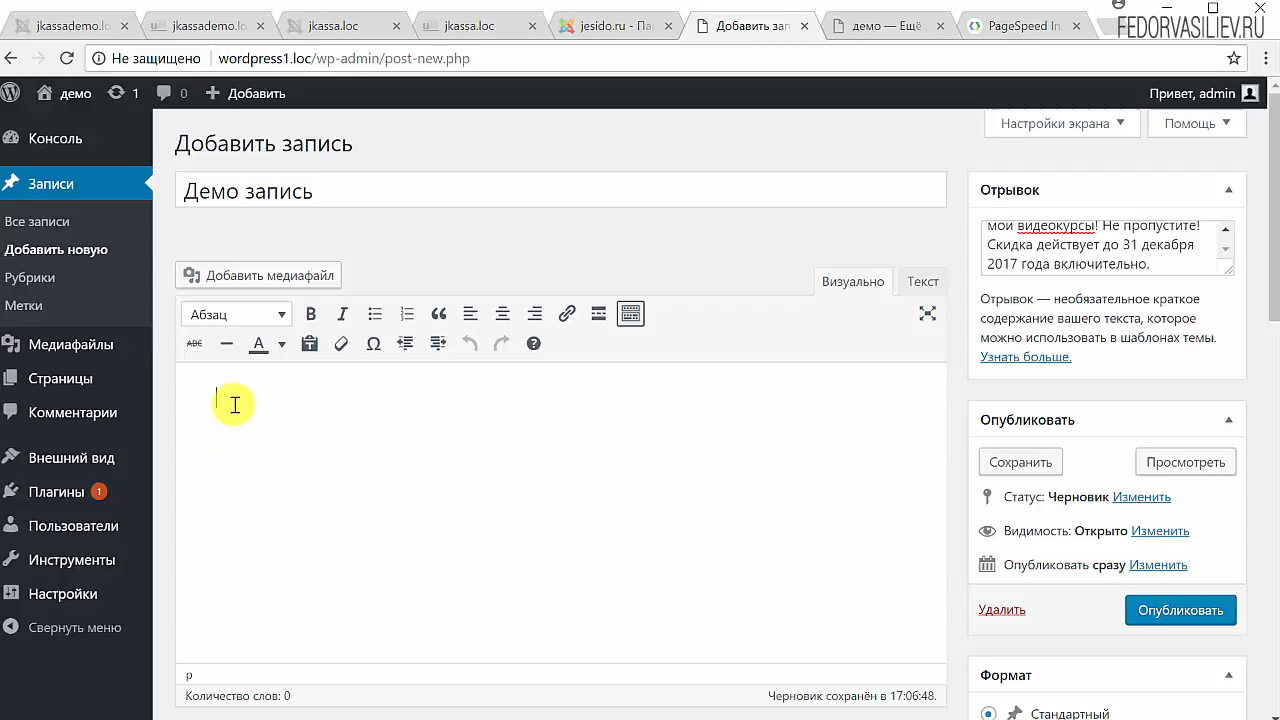 jkassademo.lo
jkassademo.lo
jkassa.loc
jkassa.loc
jesido.ru - Па
Добавить зап
демо — Ещё
PageSpeed In
FEDORVASILIEV.RU
Не защищено
wordpress1.loc/wp-admin/post-new.php
демо
1
0
Добавить
Привет, admin
Консоль
Записи
Все записи
Добавить новую
Рубрики
Метки
Медиафайлы
Страницы
Комментарии
Внешний вид
Плагины 1
Пользователи
Инструменты
Настройки
Свернуть меню
Настройки экрана
Помощь
Добавить запись
Демо запись
Добавить медиафайл
Визуально
Текст
Абзац
B
I
ABC
A
p
Количество слов: 0
Черновик сохранён в 17:06:48.
Отрывок
мои видеокурсы! Не пропустите!
Скидка действует до 31 декабря
2017 года включительно.
Отрывок — необязательное краткое
содержание вашего текста, которое
можно использовать в шаблонах темы.
Узнать больше.
Опубликовать
Сохранить
Просмотреть
Статус: Черновик Изменить
Видимость: Открыто Изменить
Опубликовать сразу Изменить
Удалить
Опубликовать
Формат
Стандартный